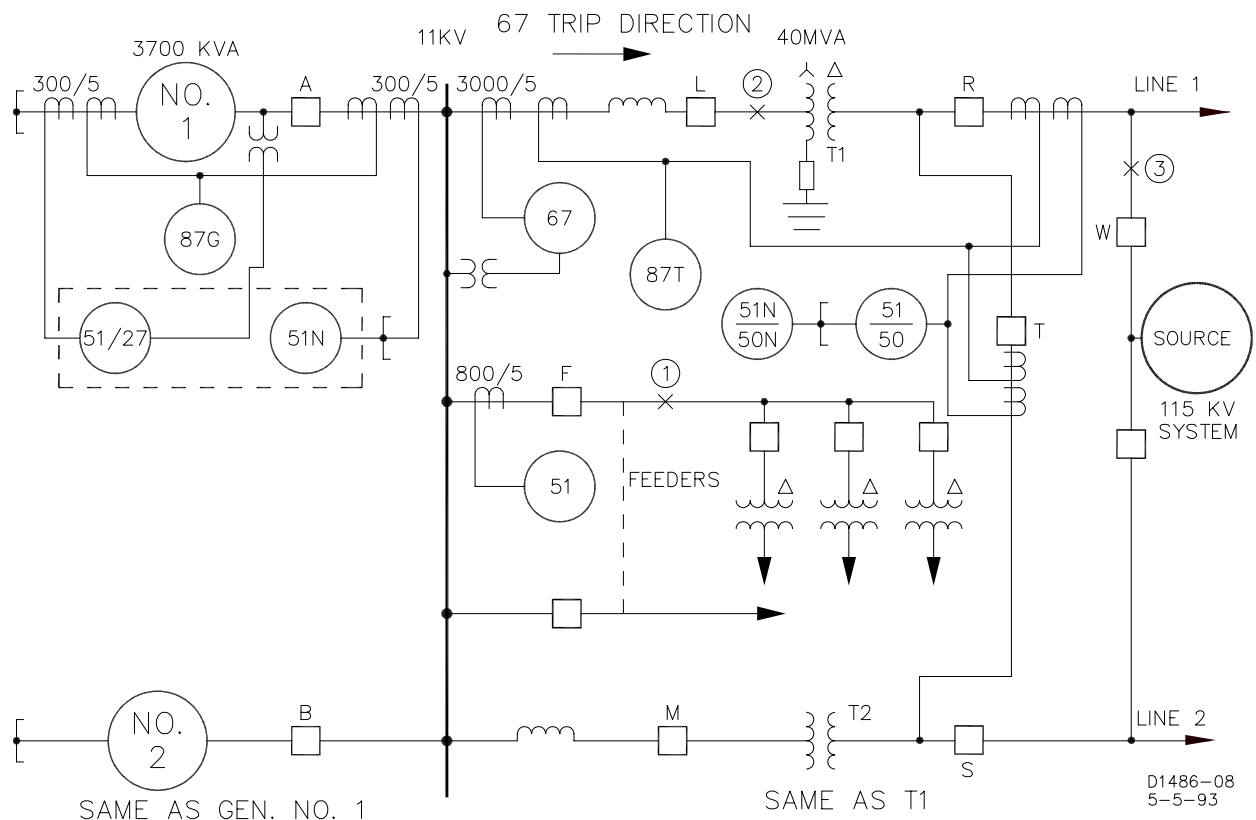 67 TRIP DIRECTION
3700 KVA
11KV
40MVA
300/5
NO.
1
A
300/5
3000/5
L
2
Δ
R
LINE 1
T1
3
87G
67
87T
W
51/27
51N
51N
50N
51
50
T
SOURCE
115 KV
SYSTEM
800/5
F
1
51
FEEDERS
Δ
Δ
Δ
NO.
2
B
M
T2
S
LINE 2
SAME AS GEN. NO. 1
SAME AS T1
D1486-08
5-5-93